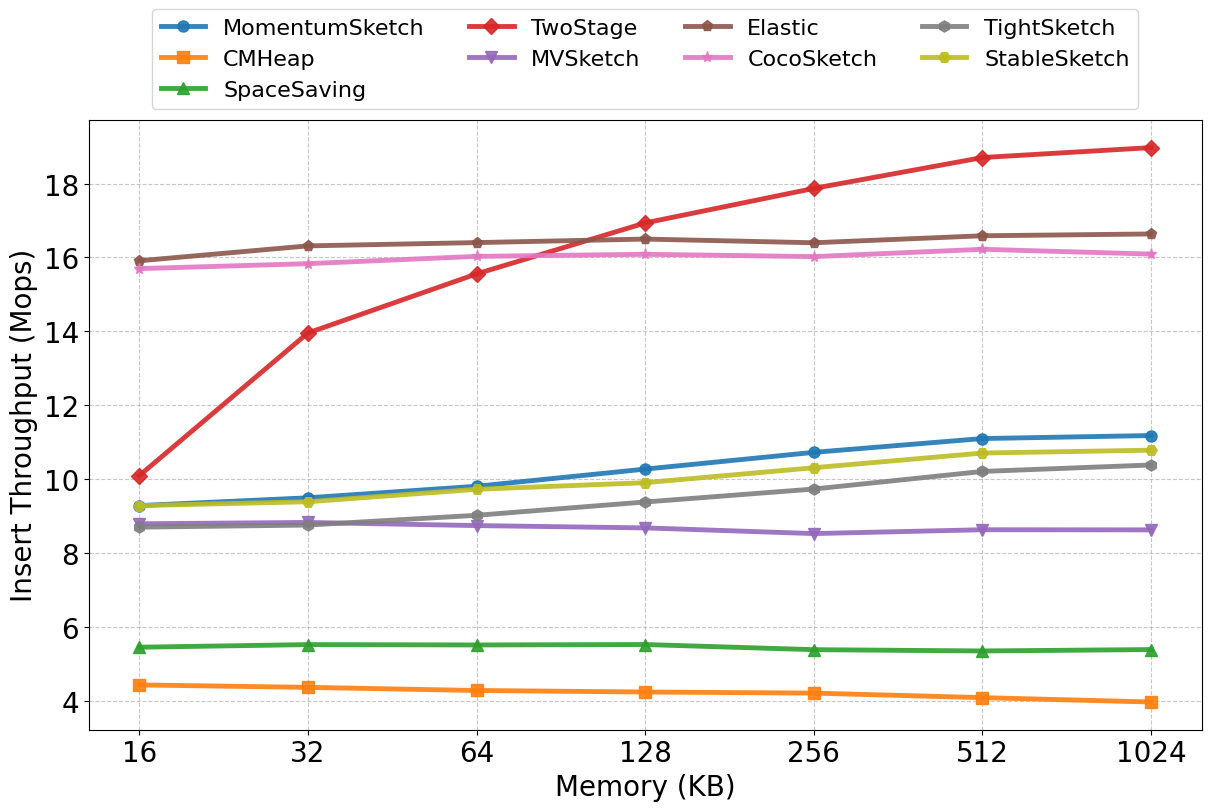 MomentumSketch TwoStage Elastic TightSketch
CMHeap MVSketch CocoSketch StableSketch
SpaceSaving
18
16
14
12
10
8
6
4
Insert Throughput (Mops)
16 32 64 128 256 512 1024
Memory (KB)